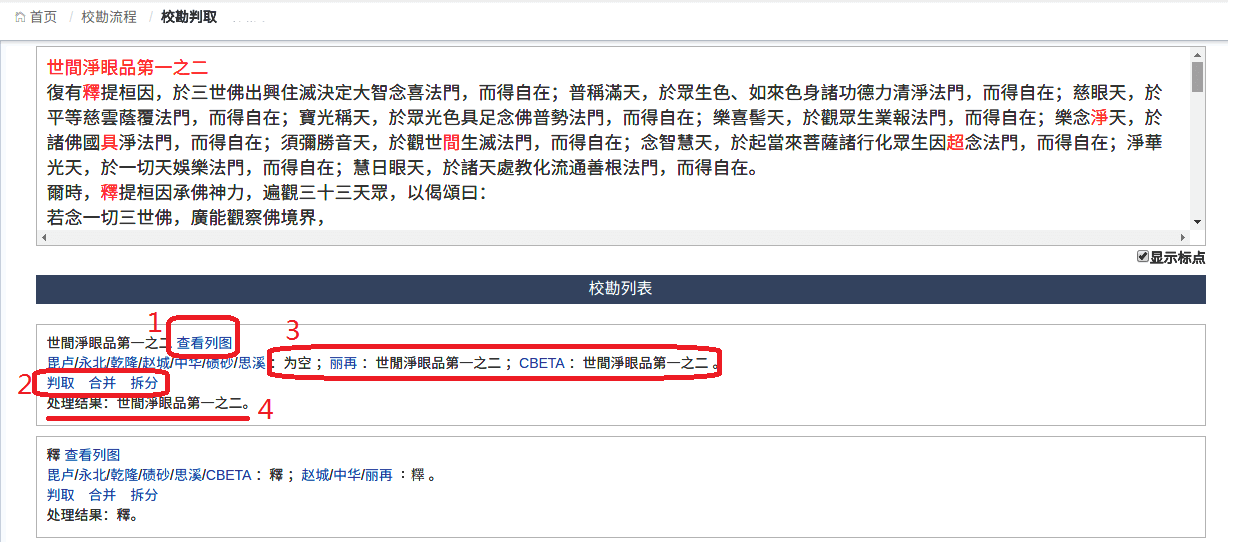 首页 / 校勘流程 / 校勘判取
世間淨眼品第一之二
復有釋提桓因，於三世佛出興住滅決定大智念喜法門，而得自在；普稱滿天，於眾生色、如來色身諸功德力清淨法門，而得自在；慈眼天，於
平等慈雲蔭覆法門，而得自在；寶光稱天，於眾光色具足念佛普勢法門，而得自在；樂喜髻天，於觀眾生業報法門，而得自在；樂念淨天，於
諸佛國具淨法門，而得自在；須彌勝音天，於觀世間生滅法門，而得自在；念智慧天，於起當來菩薩諸行化眾生因超念法門，而得自在；淨華
光天，於一切天娛樂法門，而得自在；慧日眼天，於諸天處教化流通善根法門，而得自在。
爾時，釋提桓因承佛神力，遍觀三十三天眾，以偈頌曰：
若念一切三世佛，廣能觀察佛境界，
显示标点
校勘列表
1
3
世間淨眼品第一之二 查看列图
毘卢/永北/乾隆/赵城/中华/碛砂/思溪：为空；丽再：世間淨眼品第一之二；CBETA：世間淨眼品第一之二。
2
判取 合并 拆分
处理结果：世間淨眼品第一之二。
4
釋 查看列图
毘卢/永北/乾隆/碛砂/思溪/CBETA：釋；赵城/中华/丽再：釋。
判取 合并 拆分
处理结果：釋。